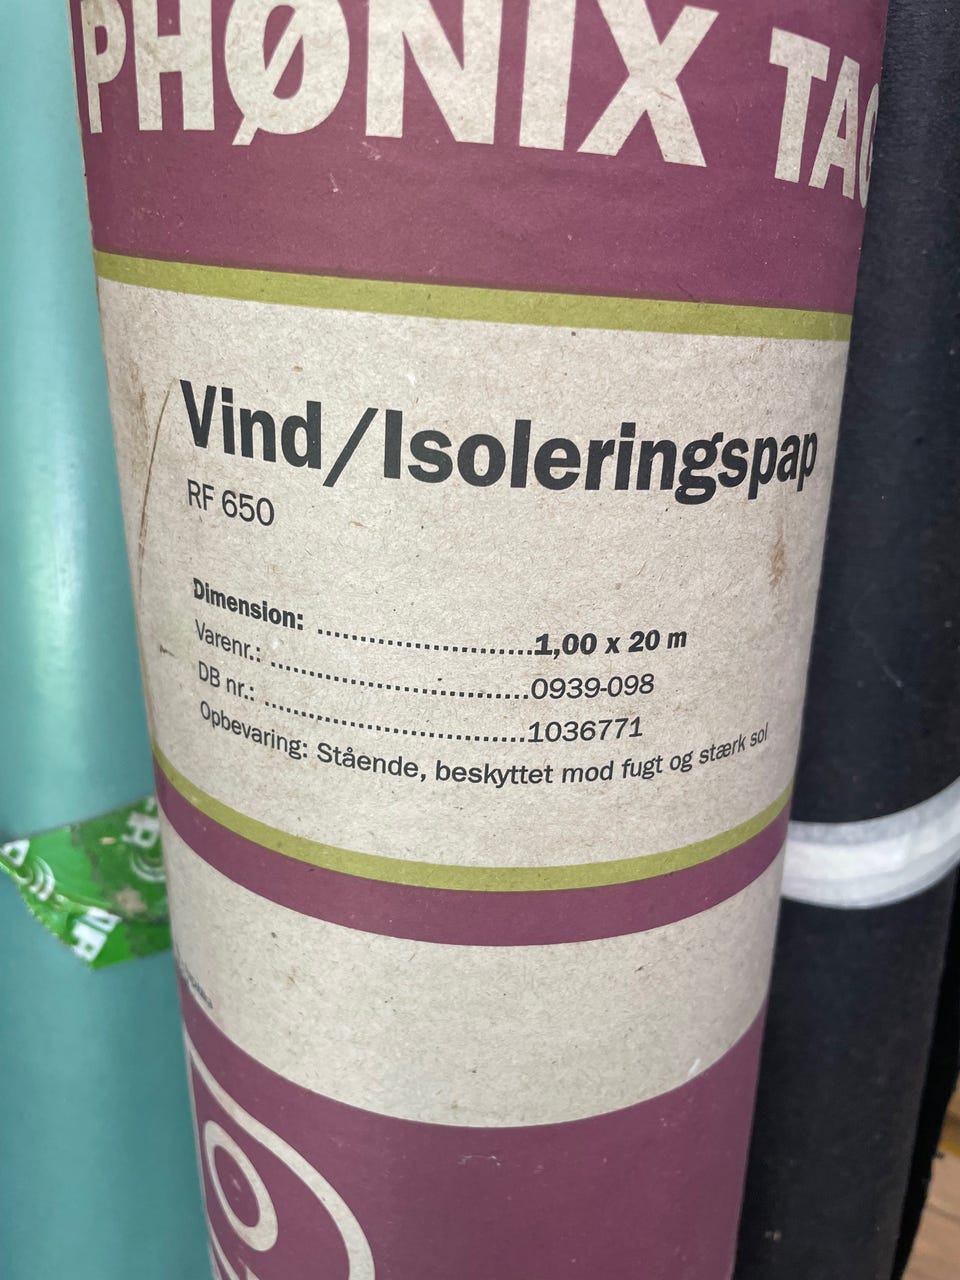 PHØNIX TAG
Vind/Isoleringspap
RF 650
Dimension: ........................1,00 x 20 m
Varenr.: .............................0939-098
DB nr.: .............................1036771
Opbevaring: Stående, beskyttet mod fugt og stærk sol